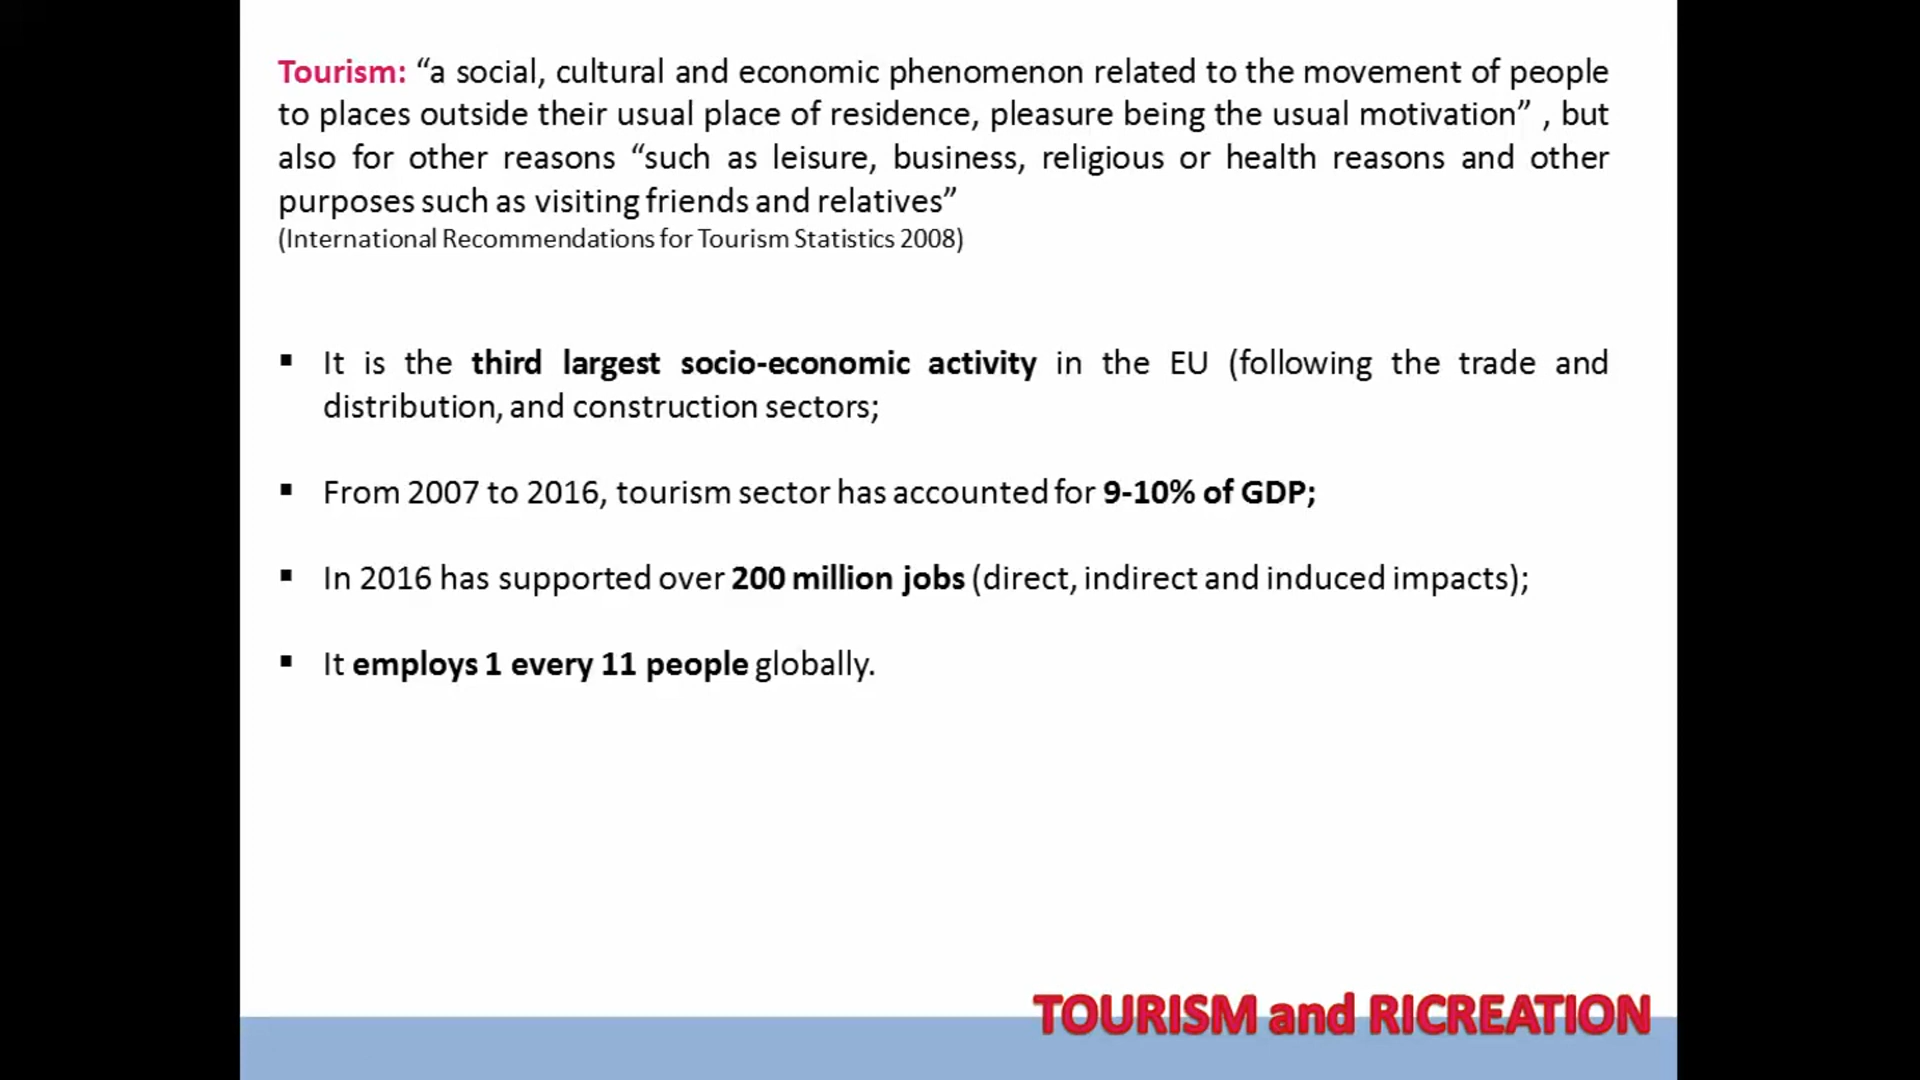 Tourism: “a social, cultural and economic phenomenon related to the movement of people
to places outside their usual place of residence, pleasure being the usual motivation” , but
also for other reasons “such as leisure, business, religious or health reasons and other
purposes such as visiting friends and relatives”
(International Recommendations for Tourism Statistics 2008)
▪ It is the third largest socio-economic activity in the EU (following the trade and
distribution, and construction sectors;
▪ From 2007 to 2016, tourism sector has accounted for 9-10% of GDP;
▪ In 2016 has supported over 200 million jobs (direct, indirect and induced impacts);
▪ It employs 1 every 11 people globally.
TOURISM and RICREATION